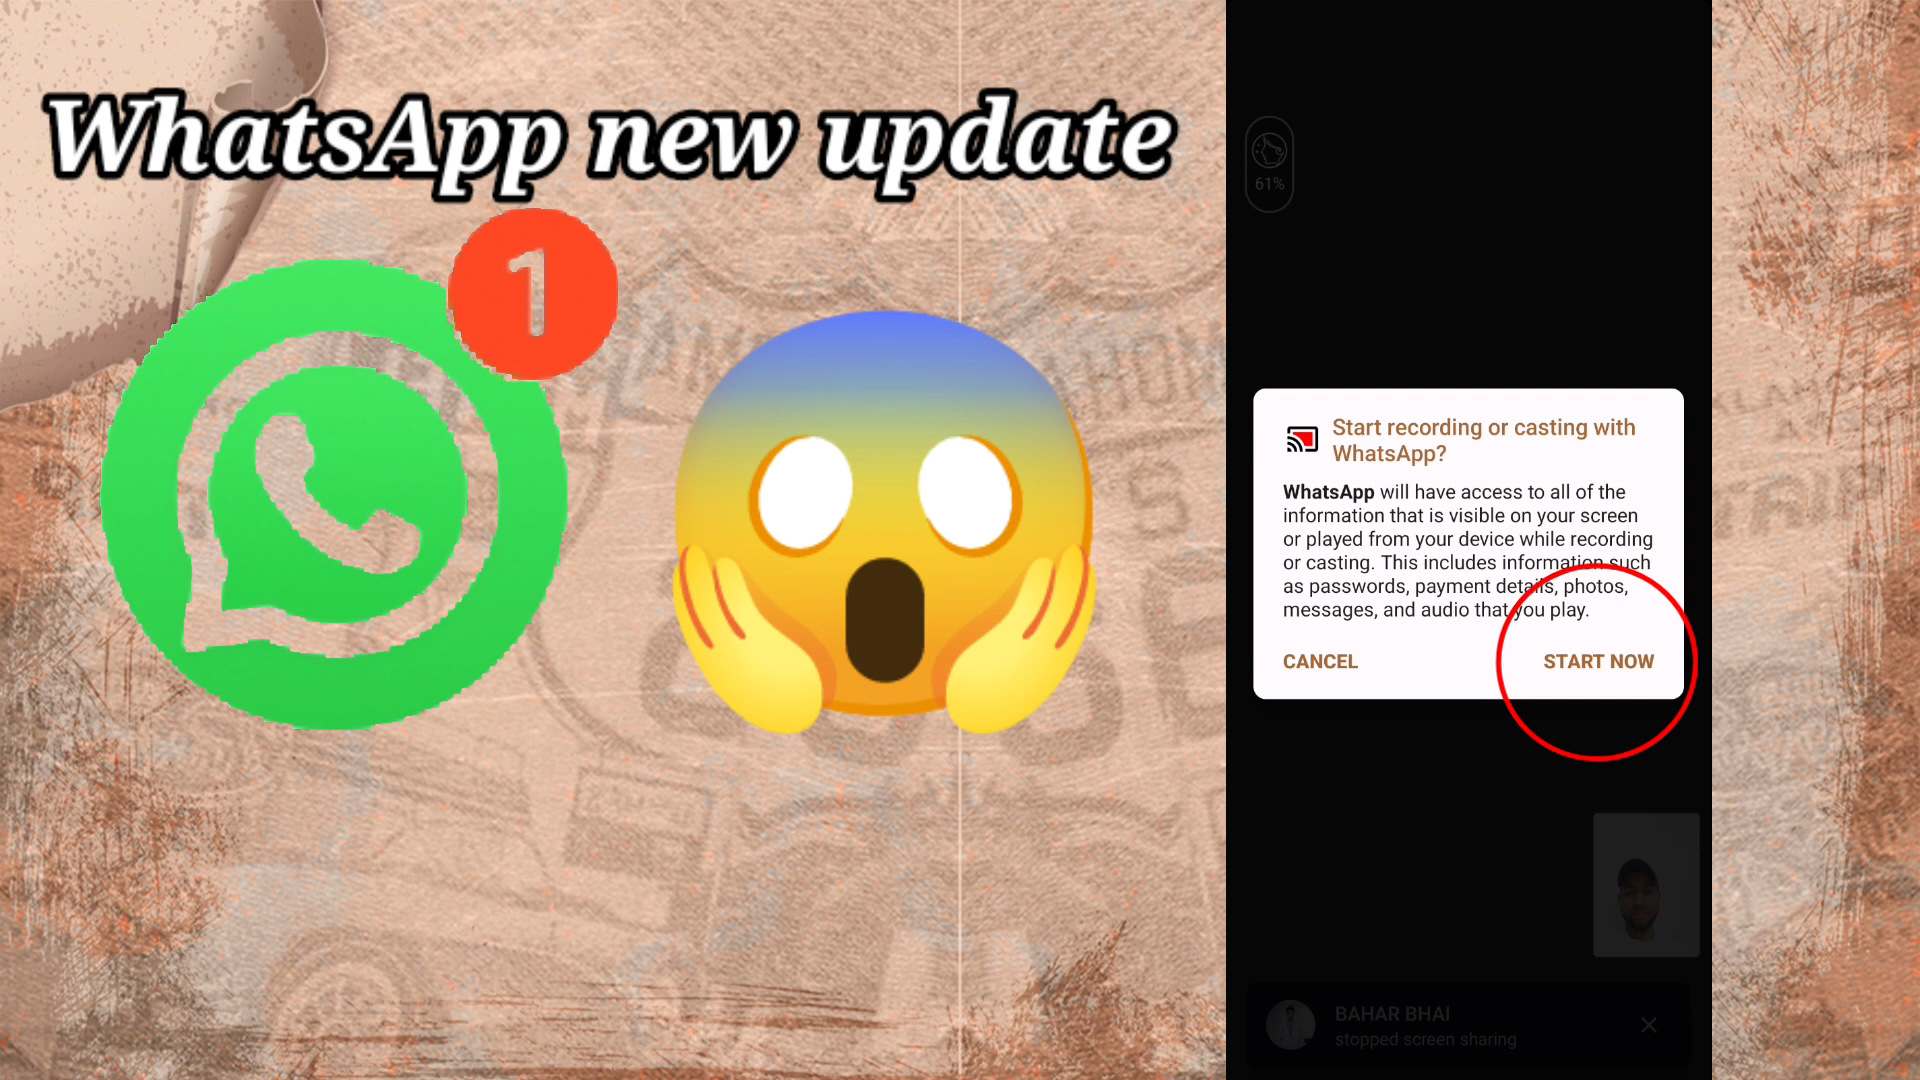 WhatsApp new update
1
61%
Start recording or casting with
WhatsApp?
WhatsApp will have access to all of the
information that is visible on your screen
or played from your device while recording
or casting. This includes information such
as passwords, payment details, photos,
messages, and audio that you play.
CANCEL
START NOW
BAHAR BHAI
stopped screen sharing